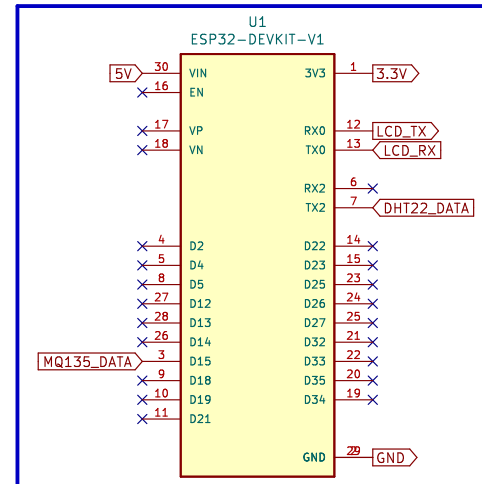 U1
ESP32-DEVKIT-V1
5V 30 VIN 3V3 1 3.3V
16 EN
17 VP RX0 12 LCD_TX
18 VN TX0 13 LCD_RX
RX2 6
TX2 7 DHT22_DATA
4 D2 D22 14
5 D4 D23 15
8 D5 D25 23
27 D12 D26 24
28 D13 D27 25
26 D14 D32 21
MQ135_DATA 3 D15 D33 22
9 D18 D35 20
10 D19 D34 19
11 D21
GND GND